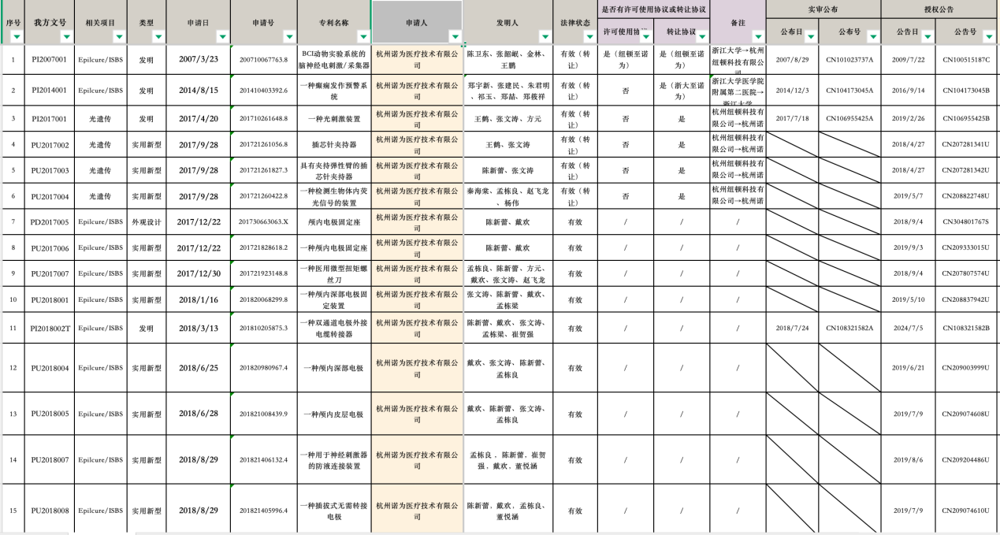 序号 我方文号 相关项目 类型 申请日 申请号 专利名称 申请人 发明人 法律状态 是否有许可使用协议或转让协议 备注 实审公布 授权公告
许可使用协 转让协议 公布日 公布号 公告日 公告号
1 PI2007001 Epilcure/ISBS 发明 2007/3/23 200710067763.8 BCI动物实验系统的脑神经电刺激/采集器 杭州诺为医疗技术有限公司 陈卫东、张韶岷、金林、王鹏 有效（转让） 是（纽顿至诺为） 是（纽顿至诺为） 浙江大学→杭州纽顿科技有限公司 2007/8/29 CN101023737A 2009/7/22 CN100515187C
2 PI2014001 Epilcure/ISBS 发明 2014/8/15 201410403392.6 一种癫痫发作预警系统 杭州诺为医疗技术有限公司 郑宇新、张建民、朱君明、祁玉、郑喆、郑筱祥 有效（转让） 否 是（浙大至诺为） 浙江大学医学院附属第二医院→浙江大学 2014/12/3 CN104173045A 2016/9/14 CN104173045B
3 PI2017001 光遗传 发明 2017/4/20 201710261648.8 一种光刺激装置 杭州诺为医疗技术有限公司 王鹤、张文涛、方元 有效（转让） 否 是 杭州纽顿科技有限公司→杭州诺 2017/7/18 CN106955425A 2019/2/26 CN106955425B
4 PU2017002 光遗传 实用新型 2017/9/28 201721261056.8 插芯针夹持器 杭州诺为医疗技术有限公司 王鹤、张文涛 有效（转让） 否 是 杭州纽顿科技有限公司→杭州诺 2018/4/27 CN207281341U
5 PU2017003 光遗传 实用新型 2017/9/28 201721261827.3 具有夹持弹性臂的插芯针夹持器 杭州诺为医疗技术有限公司 陈新蕾、张文涛 有效（转让） 否 是 杭州纽顿科技有限公司→杭州诺 2018/4/27 CN207281342U
6 PU2017004 光遗传 实用新型 2017/9/28 201721260422.8 一种检测生物体内荧光信号的装置 杭州诺为医疗技术有限公司 秦海棠、孟栋良、赵飞龙、杨伟 有效（转让） 否 是 杭州纽顿科技有限公司→杭州诺 2019/5/7 CN208822748U
7 PD2017005 Epilcure/ISBS 外观设计 2017/12/22 201730663063.X 颅内电极固定座 杭州诺为医疗技术有限公司 陈新蕾、戴欢 有效 / / / 2018/9/4 CN304801767S
8 PU2017006 Epilcure/ISBS 实用新型 2017/12/22 201721828618.2 一种颅内电极固定座 杭州诺为医疗技术有限公司 陈新蕾、戴欢 有效 / / / 2019/9/3 CN209333015U
9 PU2017007 Epilcure/ISBS 实用新型 2017/12/30 201721923148.8 一种医用微型扭矩螺丝刀 杭州诺为医疗技术有限公司 孟栋良、陈新蕾、方元、戴欢、张文涛、赵飞龙 有效 / / / 2018/9/4 CN207807574U
10 PU2018001 Epilcure/ISBS 实用新型 2018/1/16 201820068299.8 一种颅内深部电极固定装置 杭州诺为医疗技术有限公司 张文涛、陈新蕾、戴欢、孟栋梁 有效 / / / 2019/5/10 CN208837942U
11 PI2018002T Epilcure/ISBS 发明 2018/3/13 201810205875.3 一种双通道电极外接电缆转接器 杭州诺为医疗技术有限公司 陈新蕾、戴欢、张文涛、孟栋梁、崔贺强 有效 / / / 2018/7/24 CN108321582A 2024/7/5 CN108321582B
12 PU2018004 Epilcure/ISBS 实用新型 2018/6/25 201820980967.4 一种颅内深部电极 杭州诺为医疗技术有限公司 戴欢、张文涛、陈新蕾、孟栋良 有效 / / / 2019/6/21 CN209003999U
13 PU2018005 Epilcure/ISBS 实用新型 2018/6/28 201821008439.9 一种颅内皮层电极 杭州诺为医疗技术有限公司 戴欢、陈新蕾、张文涛、孟栋良 有效 / / / 2019/7/9 CN209074608U
14 PU2018007 Epilcure/ISBS 实用新型 2018/8/29 201821406132.4 一种用于神经刺激器的防液连接装置 杭州诺为医疗技术有限公司 孟栋良，陈新蕾，崔贺强，戴欢，董悦涵 有效 / / / 2019/8/6 CN209204486U
15 PU2018008 Epilcure/ISBS 实用新型 2018/8/29 201821405996.4 一种插拔式无需转接电极 杭州诺为医疗技术有限公司 陈新蕾，戴欢，孟栋良、董悦涵 有效 / / / 2019/7/9 CN209074610U